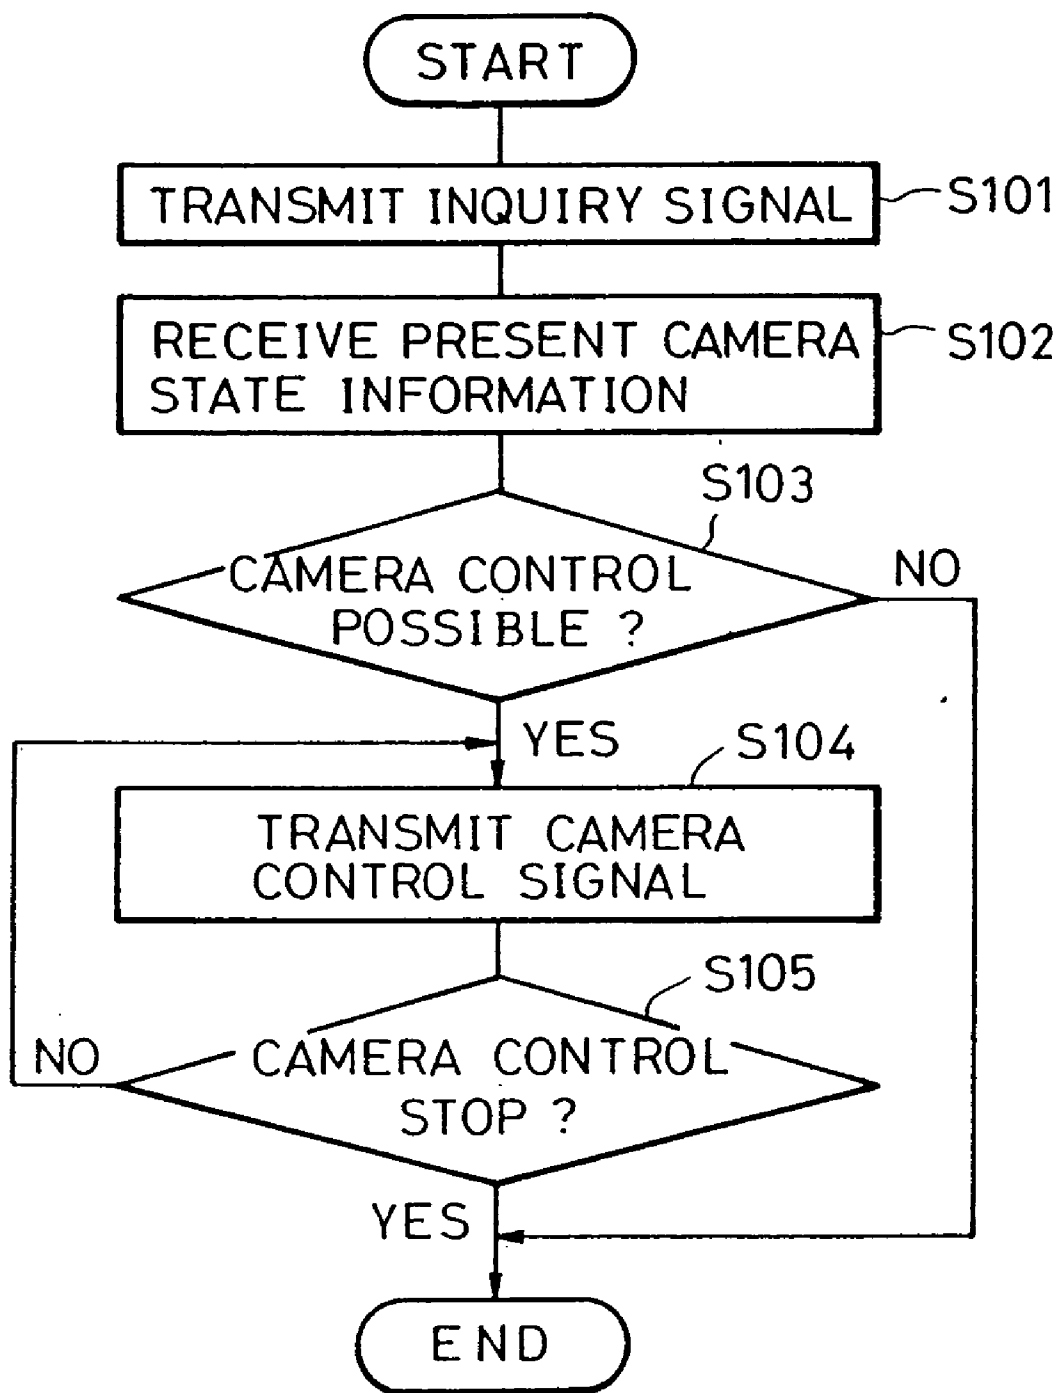 START
TRANSMIT INQUIRY SIGNAL
S101
RECEIVE PRESENT CAMERA
STATE INFORMATION
S102
S103
CAMERA CONTROL
POSSIBLE ?
NO
YES
S104
TRANSMIT CAMERA
CONTROL SIGNAL
S105
CAMERA CONTROL
STOP ?
NO
YES
END